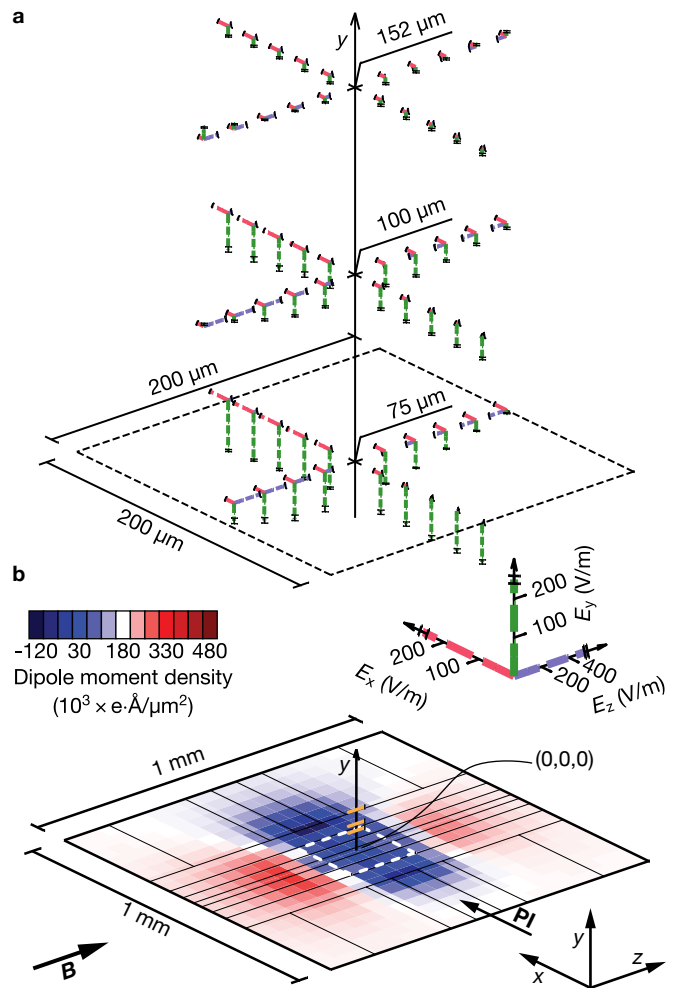 a
y
152 µm
100 µm
200 µm
75 µm
200 µm
b
-120 30 180 330 480
Dipole moment density
(10³ × e·Å/µm²)
200
100
E_y (V/m)
200
100
E_x (V/m)
400
200
E_z (V/m)
1 mm
y
(0,0,0)
1 mm
PI
B
y
x
z